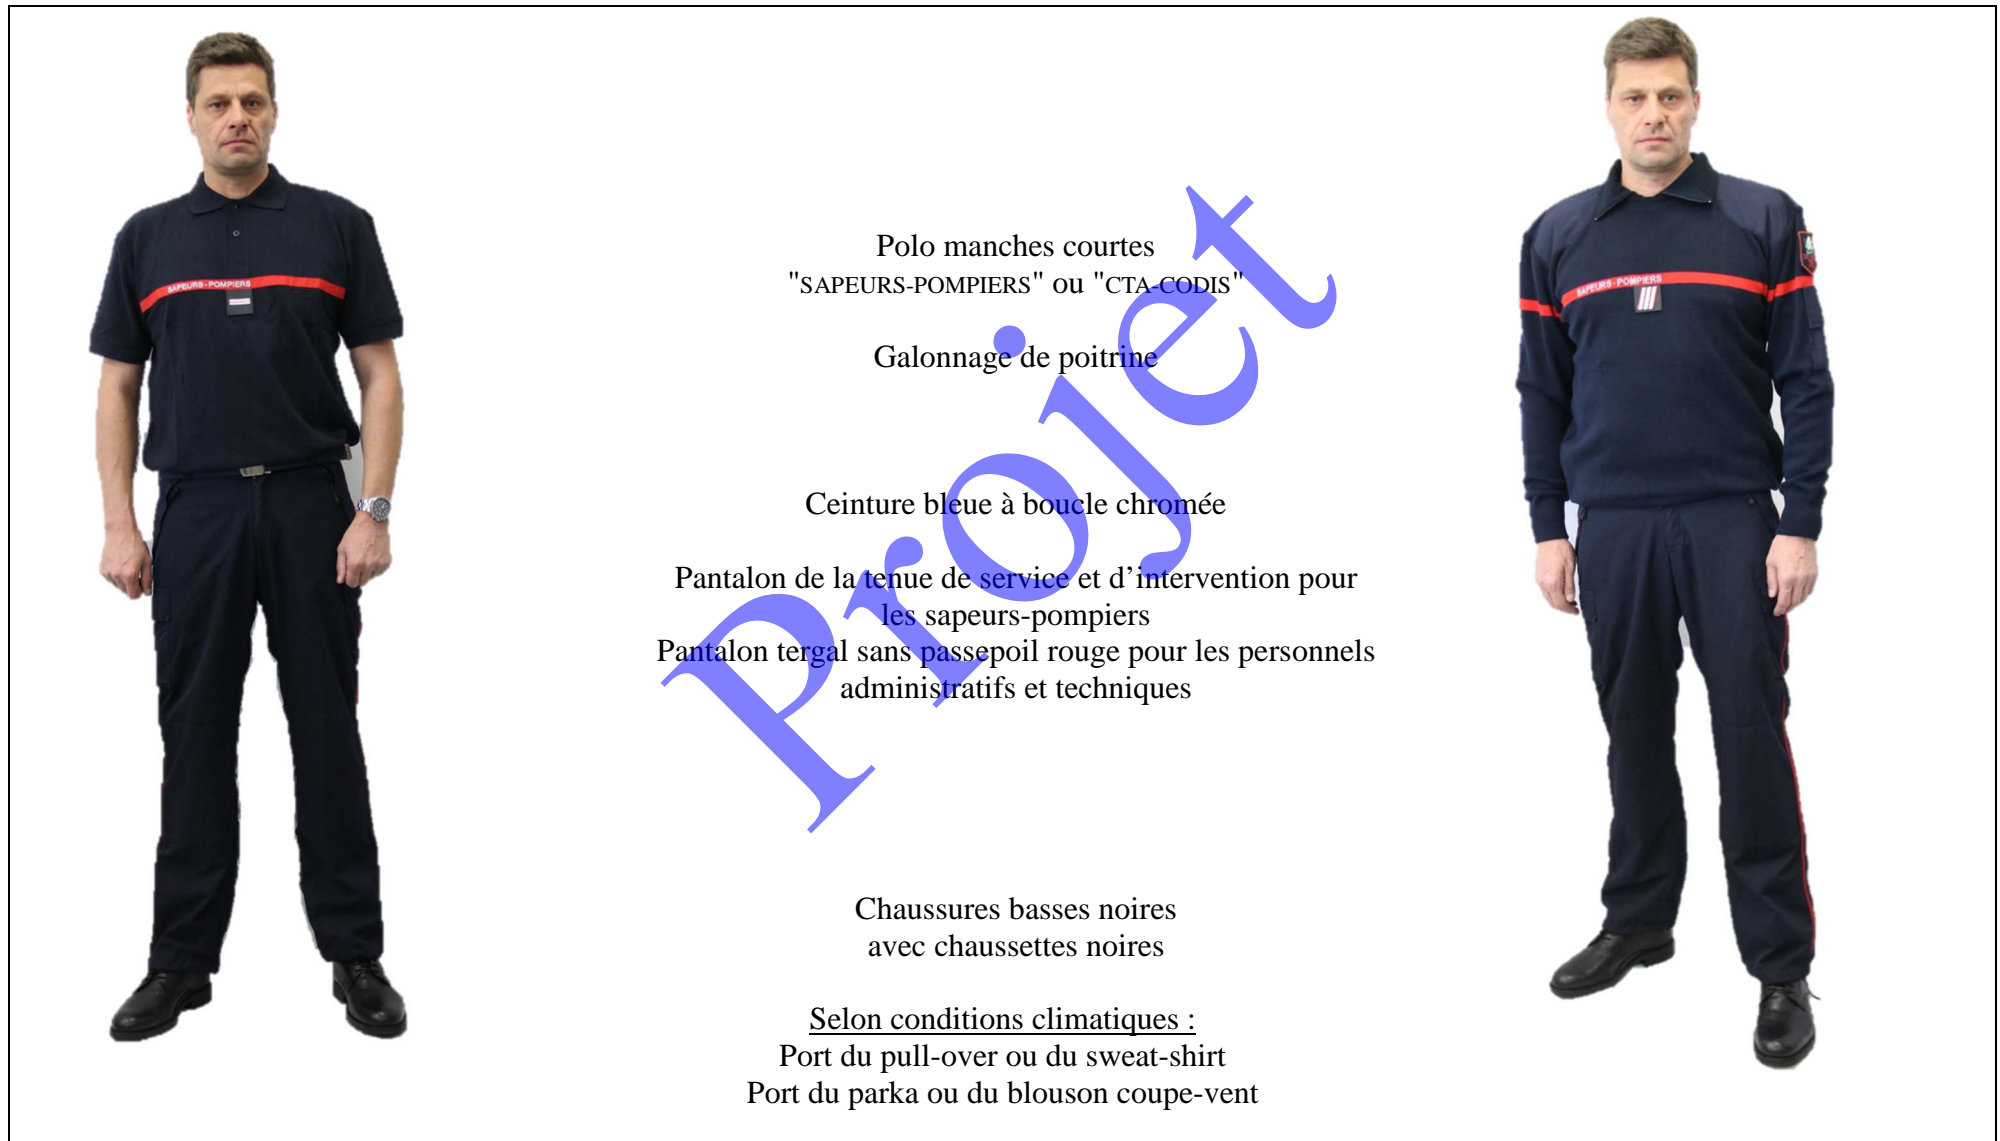 SAPEURS-POMPIERS
SAPEURS-POMPIERS
Polo manches courtes
"SAPEURS-POMPIERS" ou "CTA-CODIS"
Galonnage de poitrine
Ceinture bleue à boucle chromée
Pantalon de la tenue de service et d’intervention pour
les sapeurs-pompiers
Pantalon tergal sans passepoil rouge pour les personnels
administratifs et techniques
Projet
Chaussures basses noires
avec chaussettes noires
Selon conditions climatiques :
Port du pull-over ou du sweat-shirt
Port du parka ou du blouson coupe-vent